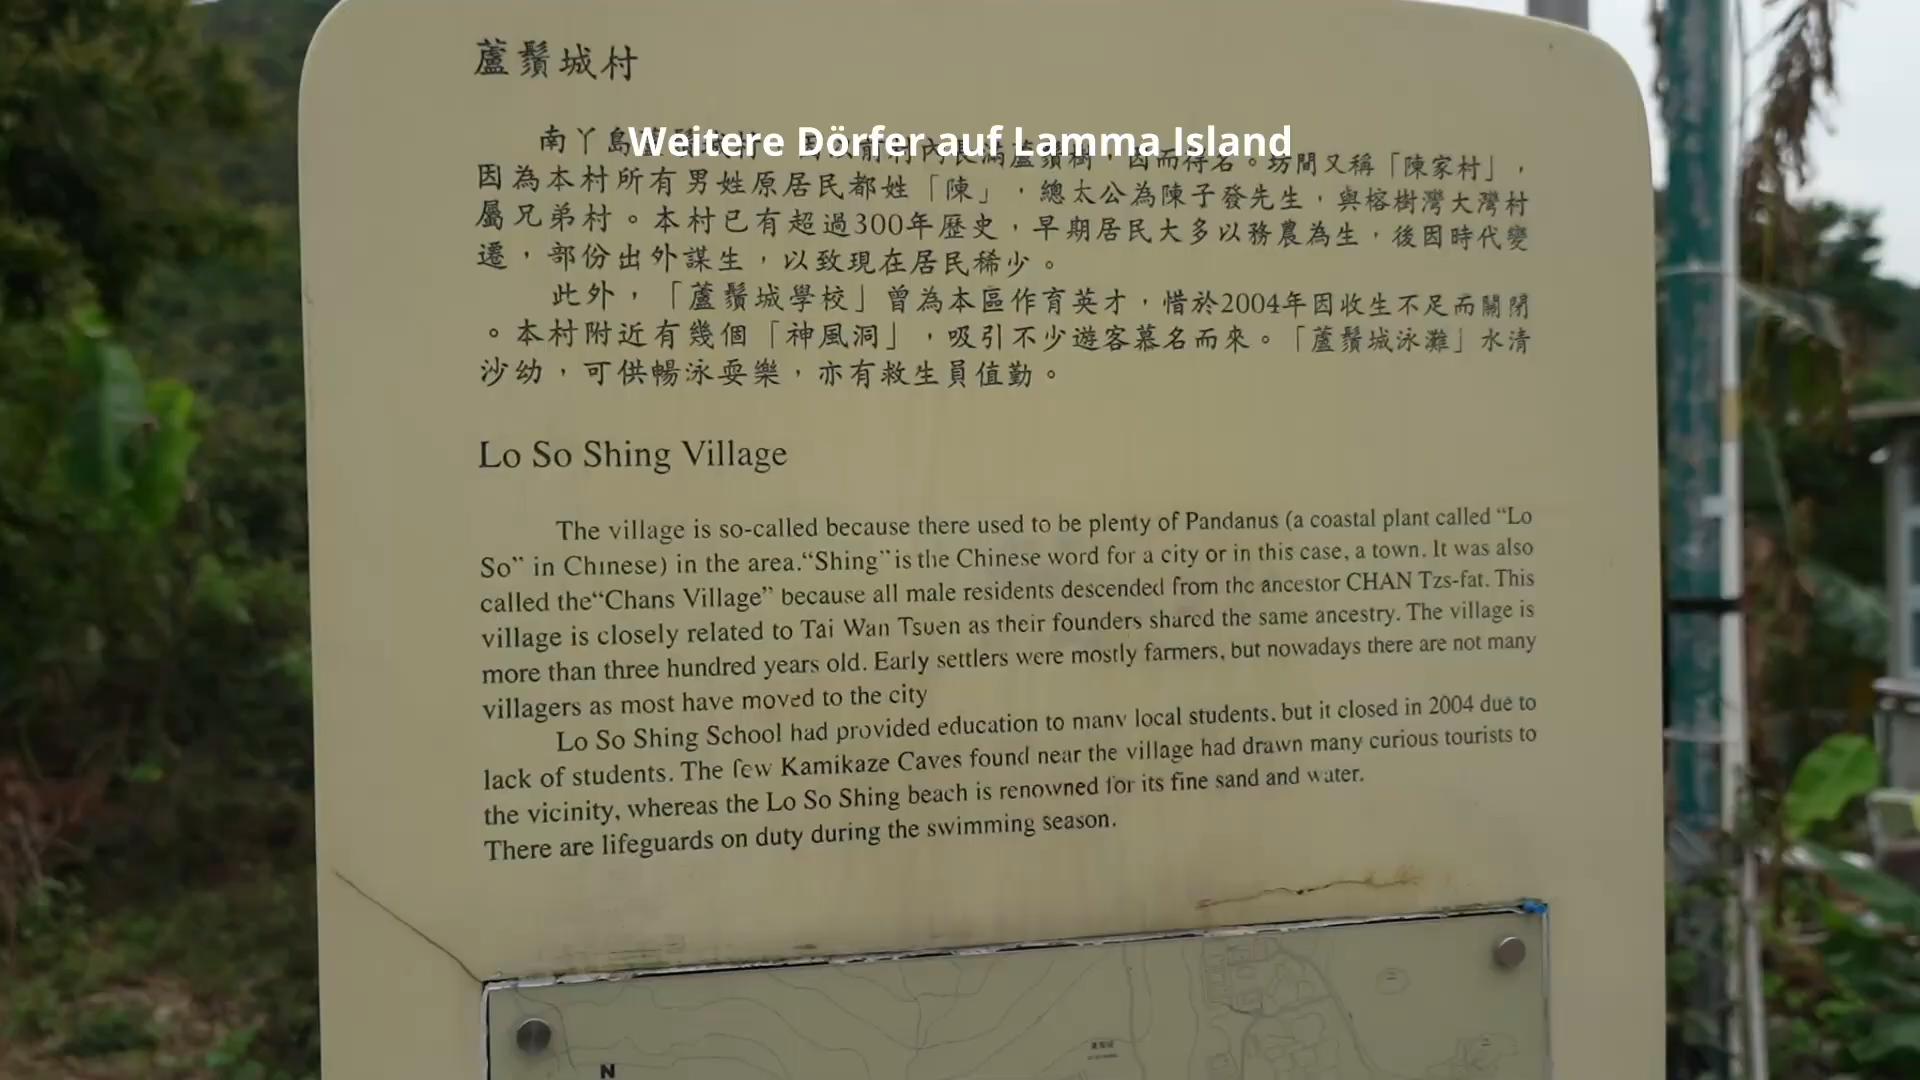 蘆鬚城村
Weitere Dörfer auf Lamma Island
南丫島 樹,因而得名。坊間又稱「陳家村」,
因為本村所有男姓原居民都姓「陳」,總太公為陳子發先生,與榕樹灣大灣村
屬兄弟村。本村已有超過300年歷史,早期居民大多以務農為生,後因時代變
遷,部份出外謀生,以致現在居民稀少。
此外,「蘆鬚城學校」曾為本區作育英才,惜於2004年因收生不足而關閉
。本村附近有幾個「神風洞」,吸引不少遊客慕名而來。「蘆鬚城泳灘」水清
沙幼,可供暢泳耍樂,亦有救生員值勤。
Lo So Shing Village
The village is so-called because there used to be plenty of Pandanus (a coastal plant called “Lo
So” in Chinese) in the area.“Shing”is the Chinese word for a city or in this case, a town. It was also
called the“Chans Village” because all male residents descended from the ancestor CHAN Tzs-fat. This
village is closely related to Tai Wan Tsuen as their founders shared the same ancestry. The village is
more than three hundred years old. Early settlers were mostly farmers, but nowadays there are not many
villagers as most have moved to the city
Lo So Shing School had provided education to many local students, but it closed in 2004 due to
lack of students. The few Kamikaze Caves found near the village had drawn many curious tourists to
the vicinity, whereas the Lo So Shing beach is renowned for its fine sand and water.
There are lifeguards on duty during the swimming season.
N